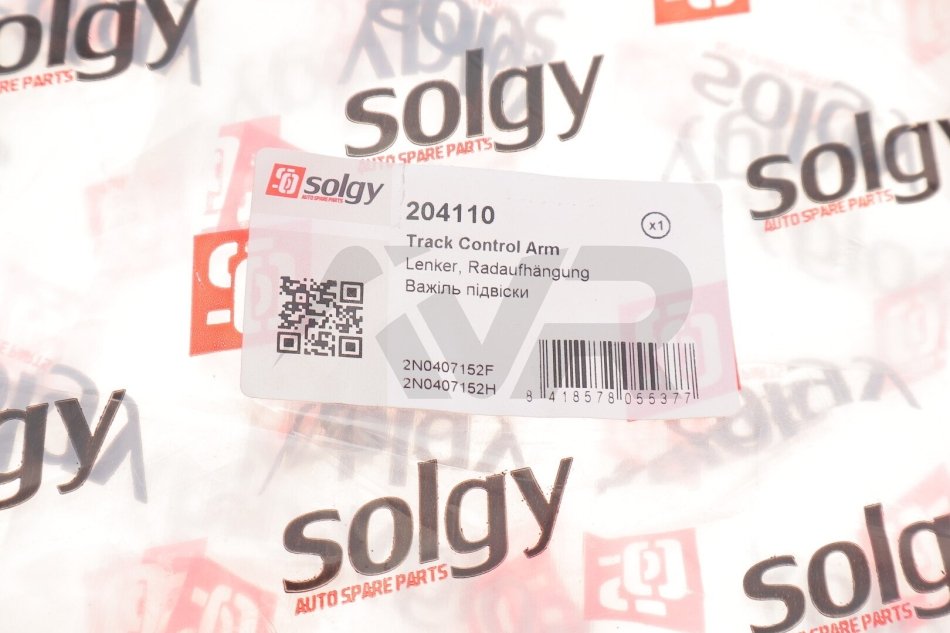 solgy
SPARE PARTS
solgy
AUTO SPARE PARTS
solgy
AUTO SPARE PARTS
solgy
AUTO SPARE PARTS
204110
x1
Track Control Arm
Lenker, Radaufhängung
Важіль підвіски
2N0407152F
2N0407152H
8 418578 055377
solgy
AUTO SPARE PARTS
solgy
AUTO SPARE PARTS